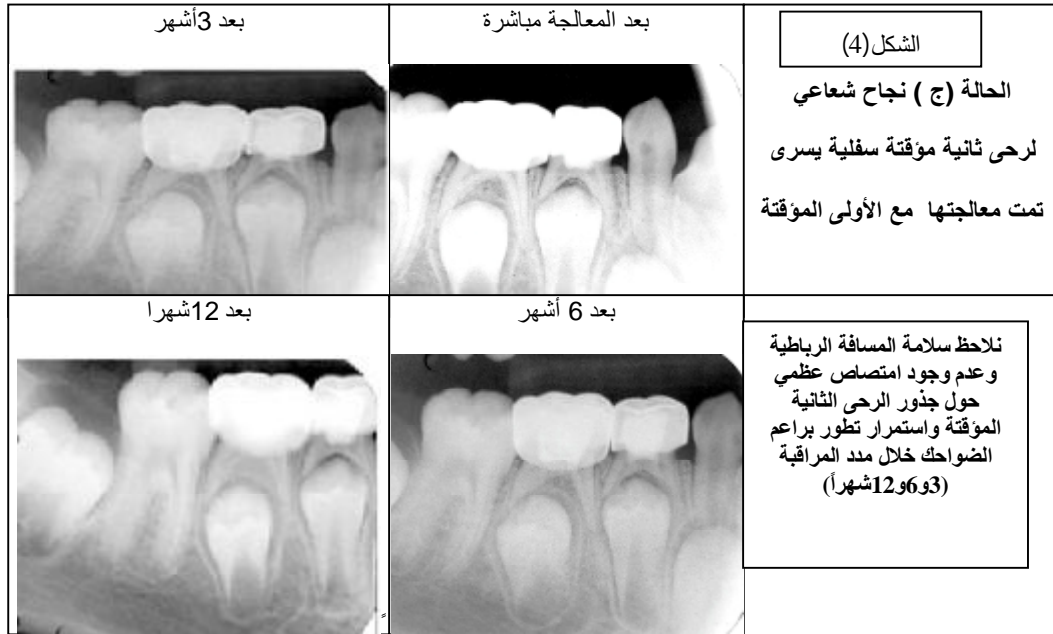 الشكل(4)
الحالة (ج ) نجاح شعاعي
لرحى ثانية مؤقتة سفلية يسرى
تمت معالجتها مع الأولى المؤقتة
بعد المعالجة مباشرة
بعد 3أشهر
نلاحظ سلامة المسافة الرباطية
وعدم وجود امتصاص عظمي
حول جذور الرحى الثانية
المؤقتة واستمرار تطور براعم
الضواحك خلال مدد المراقبة
(3و6و12شهراً)
بعد 6 أشهر
بعد 12شهرا